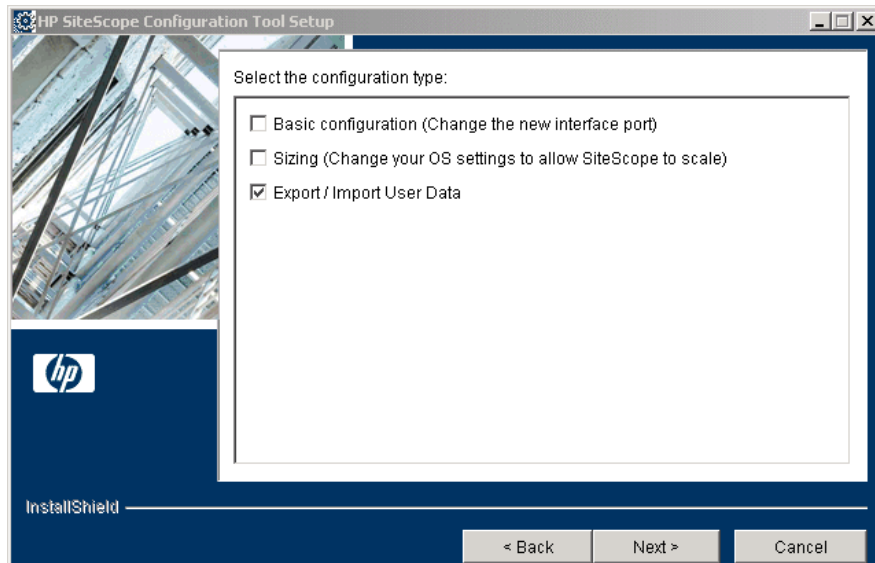 HP SiteScope Configuration Tool Setup
Select the configuration type:
Basic configuration (Change the new interface port)
Sizing (Change your OS settings to allow SiteScope to scale)
Export / Import User Data
hp
InstallShield
< Back
Next >
Cancel